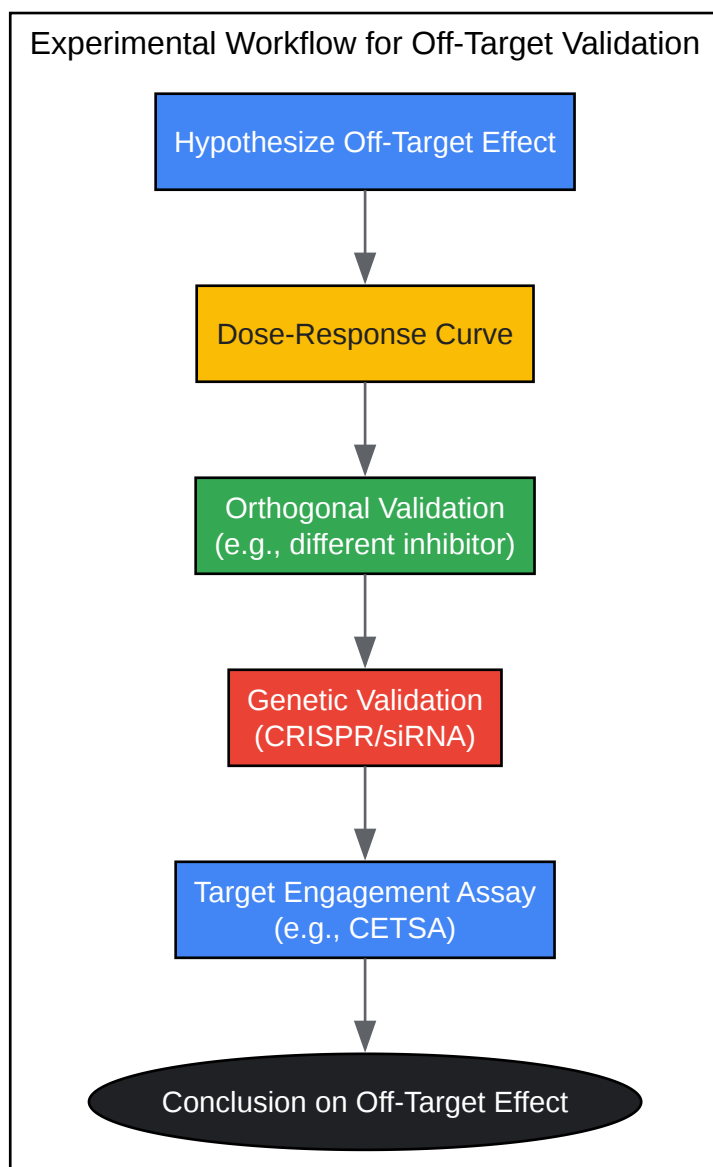 Experimental Workflow for Off-Target Validation
Hypothesize Off-Target Effect
Dose-Response Curve
Orthogonal Validation
(e.g., different inhibitor)
Genetic Validation
(CRISPR/siRNA)
Target Engagement Assay
(e.g., CETSA)
Conclusion on Off-Target Effect